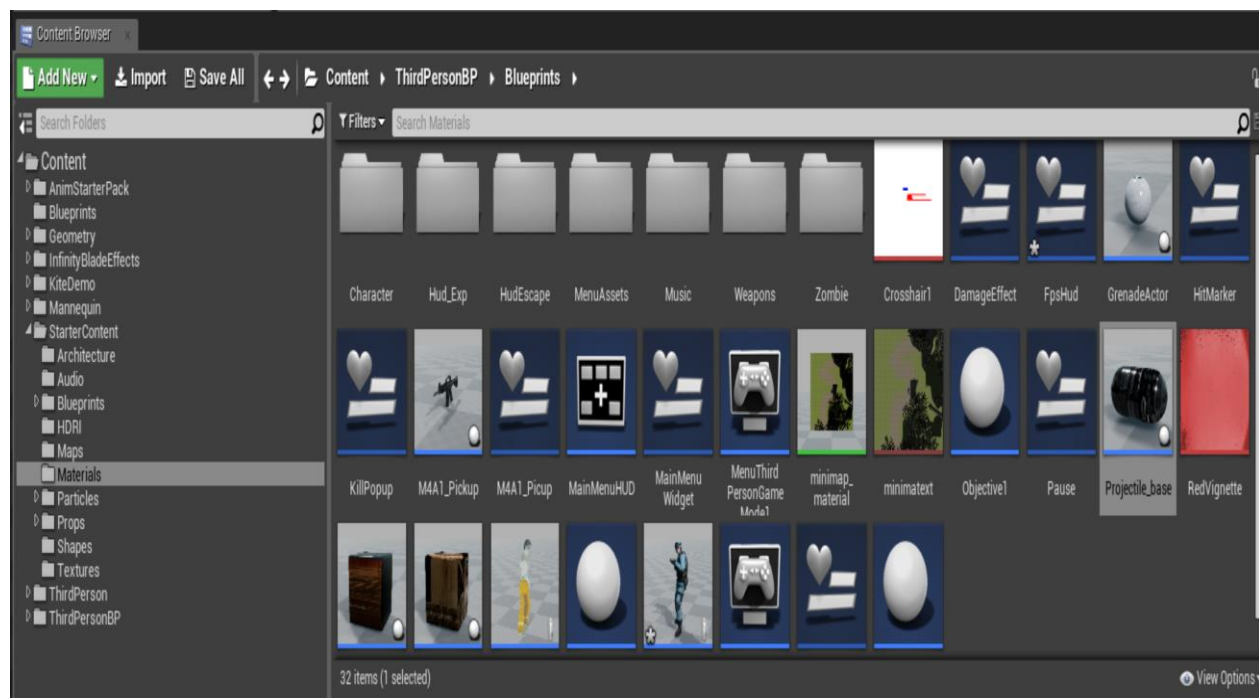 Content Browser
Add New
Import
Save All
Content
ThirdPersonBP
Blueprints
Search Folders
Filters
Search Materials
Content
AnimStarterPack
Blueprints
Geometry
InfinityBladeEffects
KiteDemo
Mannequin
StarterContent
Architecture
Audio
Blueprints
HDRI
Maps
Materials
Particles
Props
Shapes
Textures
ThirdPerson
ThirdPersonBP
Character
Hud_Exp
HudEscape
MenuAssets
Music
Weapons
Zombie
Crosshair1
DamageEffect
FpsHud
GrenadeActor
HitMarker
KillPopup
M4A1_Pickup
M4A1_Picup
MainMenuHUD
MainMenu
Widget
MenuThird
PersonGame
Mode1
minimap_
material
minimatext
Objective1
Pause
Projectile_base
RedVignette
32 items (1 selected)
View Options